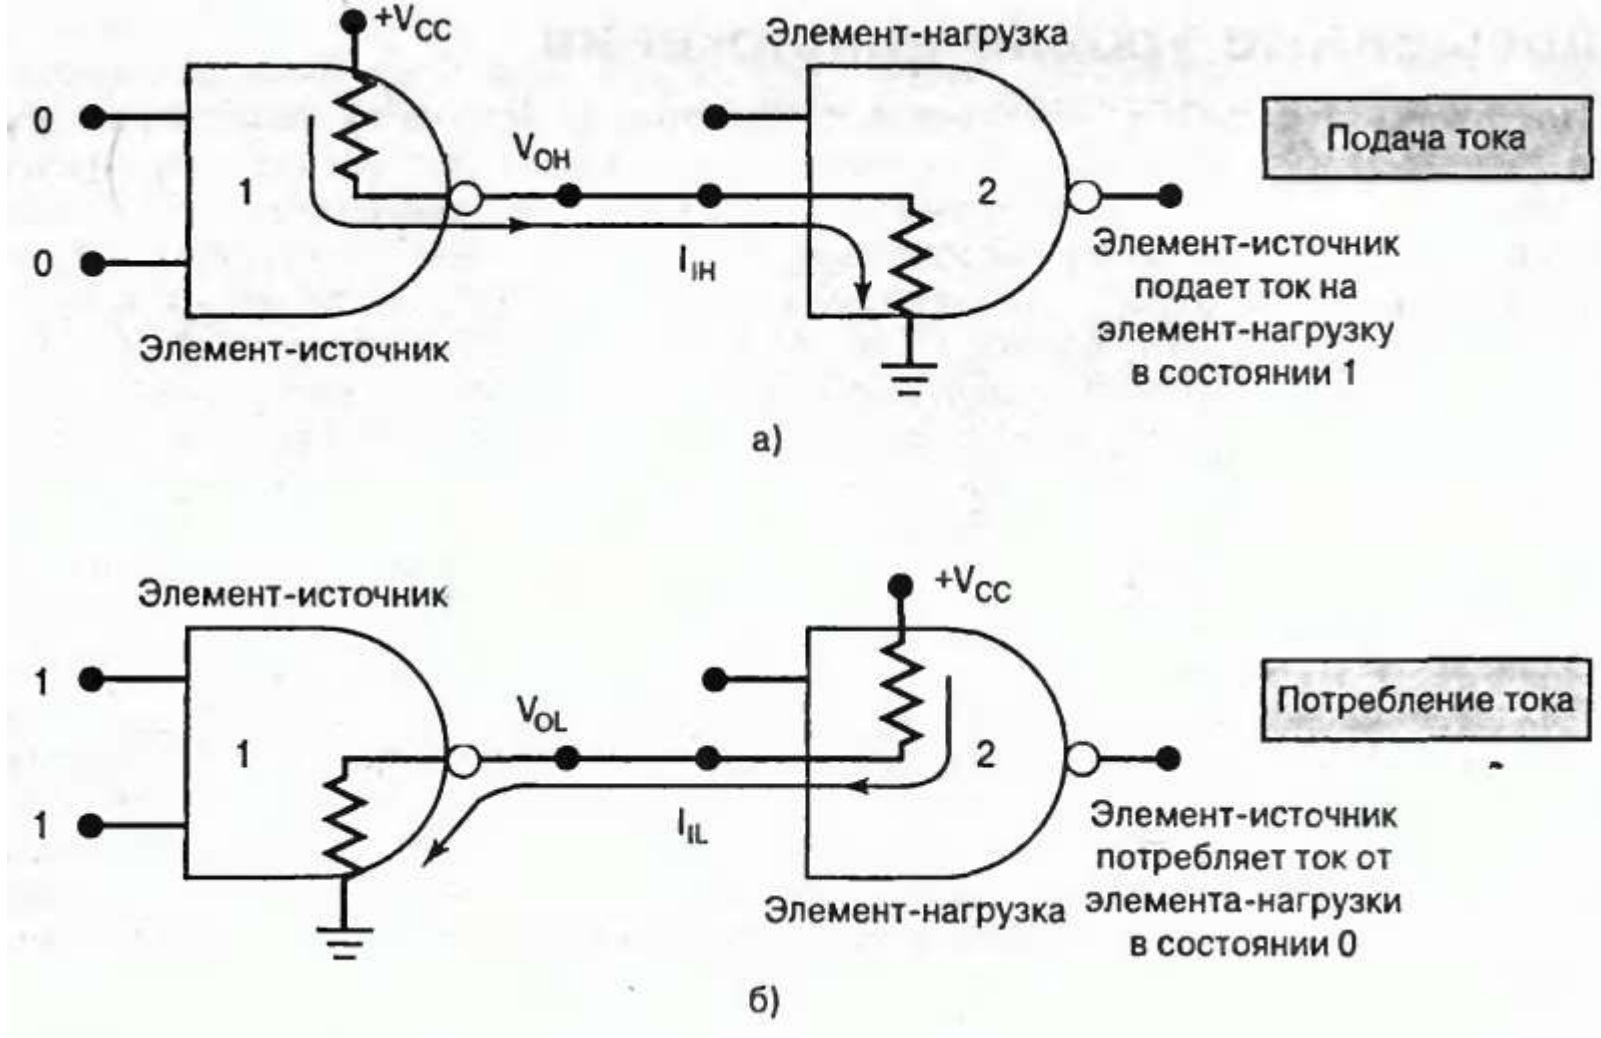 +VCC
Элемент-нагрузка
0
Подача тока
VOH
1
2
0
IIH
Элемент-источник
подает ток на
элемент-нагрузку
в состоянии 1
Элемент-источник
а)
Элемент-источник
+VCC
1
Потребление тока
VOL
1
2
1
IIL
Элемент-источник
потребляет ток от
элемента-нагрузки
в состоянии 0
Элемент-нагрузка
б)